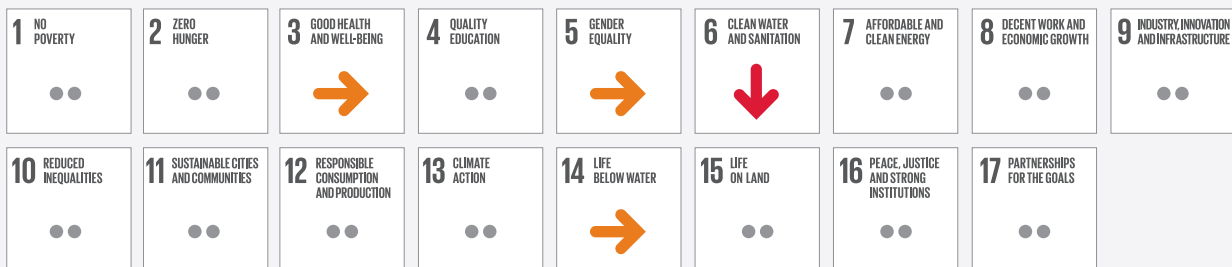 1 NO
POVERTY
2 ZERO
HUNGER
3 GOOD HEALTH
AND WELL-BEING
4 QUALITY
EDUCATION
5 GENDER
EQUALITY
6 CLEAN WATER
AND SANITATION
7 AFFORDABLE AND
CLEAN ENERGY
8 DECENT WORK AND
ECONOMIC GROWTH
9 INDUSTRY, INNOVATION
AND INFRASTRUCTURE
10 REDUCED
INEQUALITIES
11 SUSTAINABLE CITIES
AND COMMUNITIES
12 RESPONSIBLE
CONSUMPTION
AND PRODUCTION
13 CLIMATE
ACTION
14 LIFE
BELOW WATER
15 LIFE
ON LAND
16 PEACE, JUSTICE
AND STRONG
INSTITUTIONS
17 PARTNERSHIPS
FOR THE GOALS